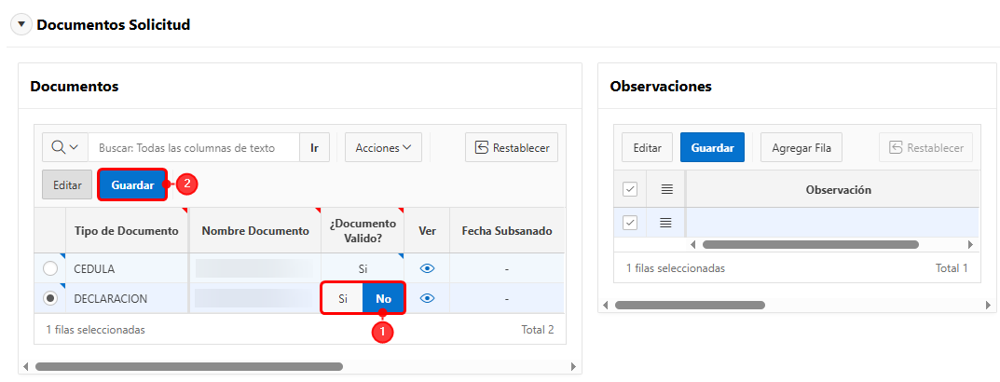 Documentos Solicitud
Documentos
Buscar: Todas las columnas de texto
Ir
Acciones
Restablecer
Editar
Guardar
2
Tipo de Documento
Nombre Documento
¿Documento
Valido?
Ver
Fecha Subsanado
CEDULA
Si
-
DECLARACION
Si
No
-
1
1 filas seleccionadas
Total 2
Observaciones
Editar
Guardar
Agregar Fila
Restablecer
Observación
1 filas seleccionadas
Total 1